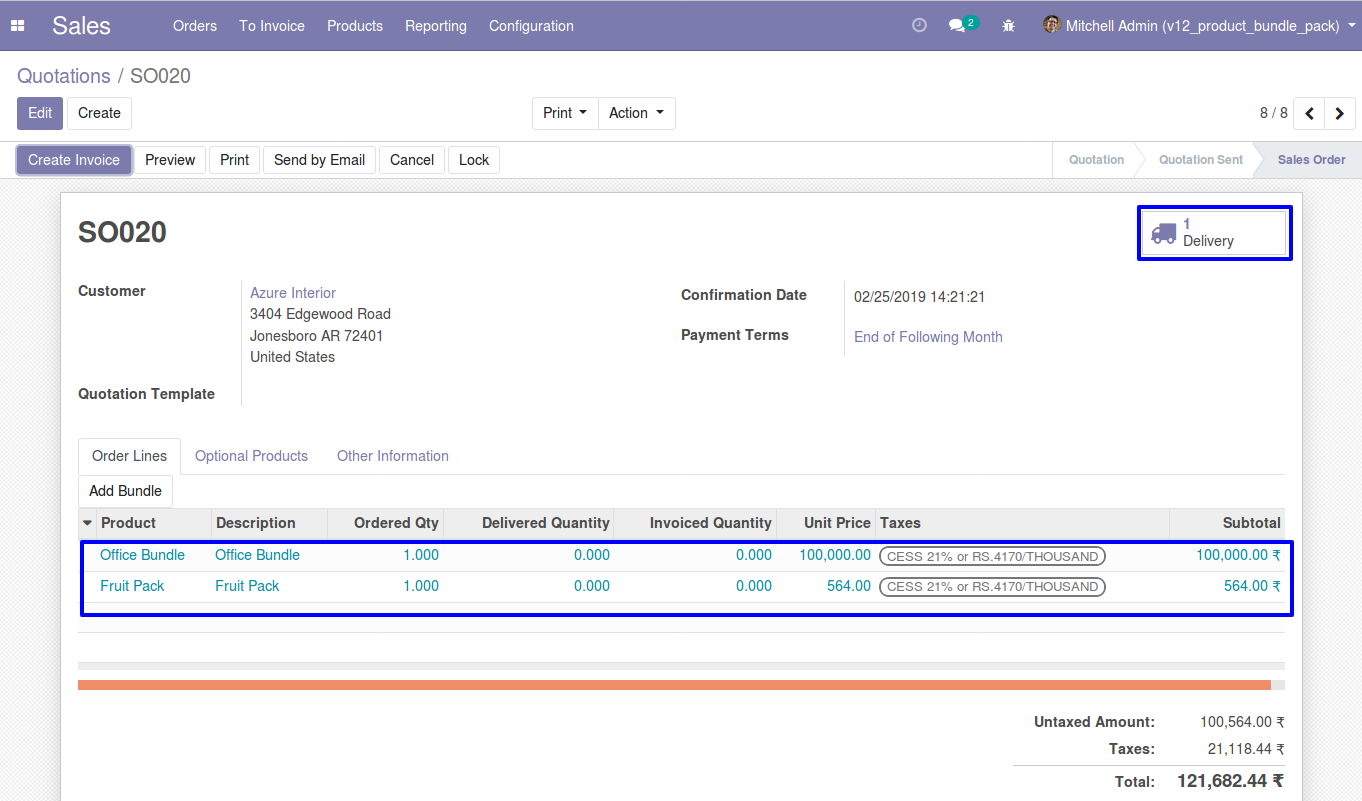 Sales Orders To Invoice Products Reporting Configuration 2 Mitchell Admin (v12_product_bundle_pack)
Quotations / SO020
Edit Create Print Action 8 / 8
Create Invoice Preview Print Send by Email Cancel Lock Quotation Quotation Sent Sales Order
SO020
1
Delivery
Customer
Azure Interior
3404 Edgewood Road
Jonesboro AR 72401
United States
Quotation Template
Confirmation Date 02/25/2019 14:21:21
Payment Terms End of Following Month
Order Lines Optional Products Other Information
Add Bundle
Product Description Ordered Qty Delivered Quantity Invoiced Quantity Unit Price Taxes Subtotal
Office Bundle Office Bundle 1.000 0.000 0.000 100,000.00 CESS 21% or RS.4170/THOUSAND 100,000.00 ₹
Fruit Pack Fruit Pack 1.000 0.000 0.000 564.00 CESS 21% or RS.4170/THOUSAND 564.00 ₹
Untaxed Amount: 100,564.00 ₹
Taxes: 21,118.44 ₹
Total: 121,682.44 ₹